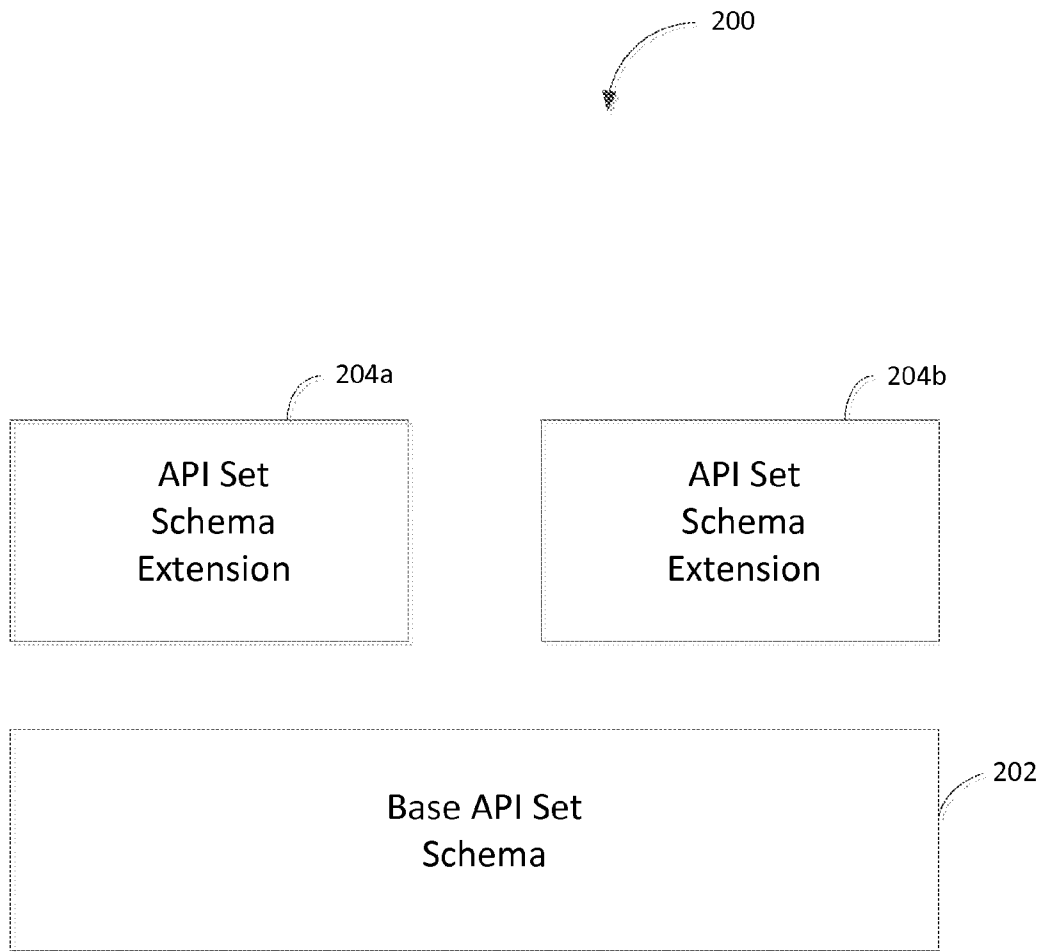 200
204a
204b
API Set
Schema
Extension
API Set
Schema
Extension
202
Base API Set
Schema